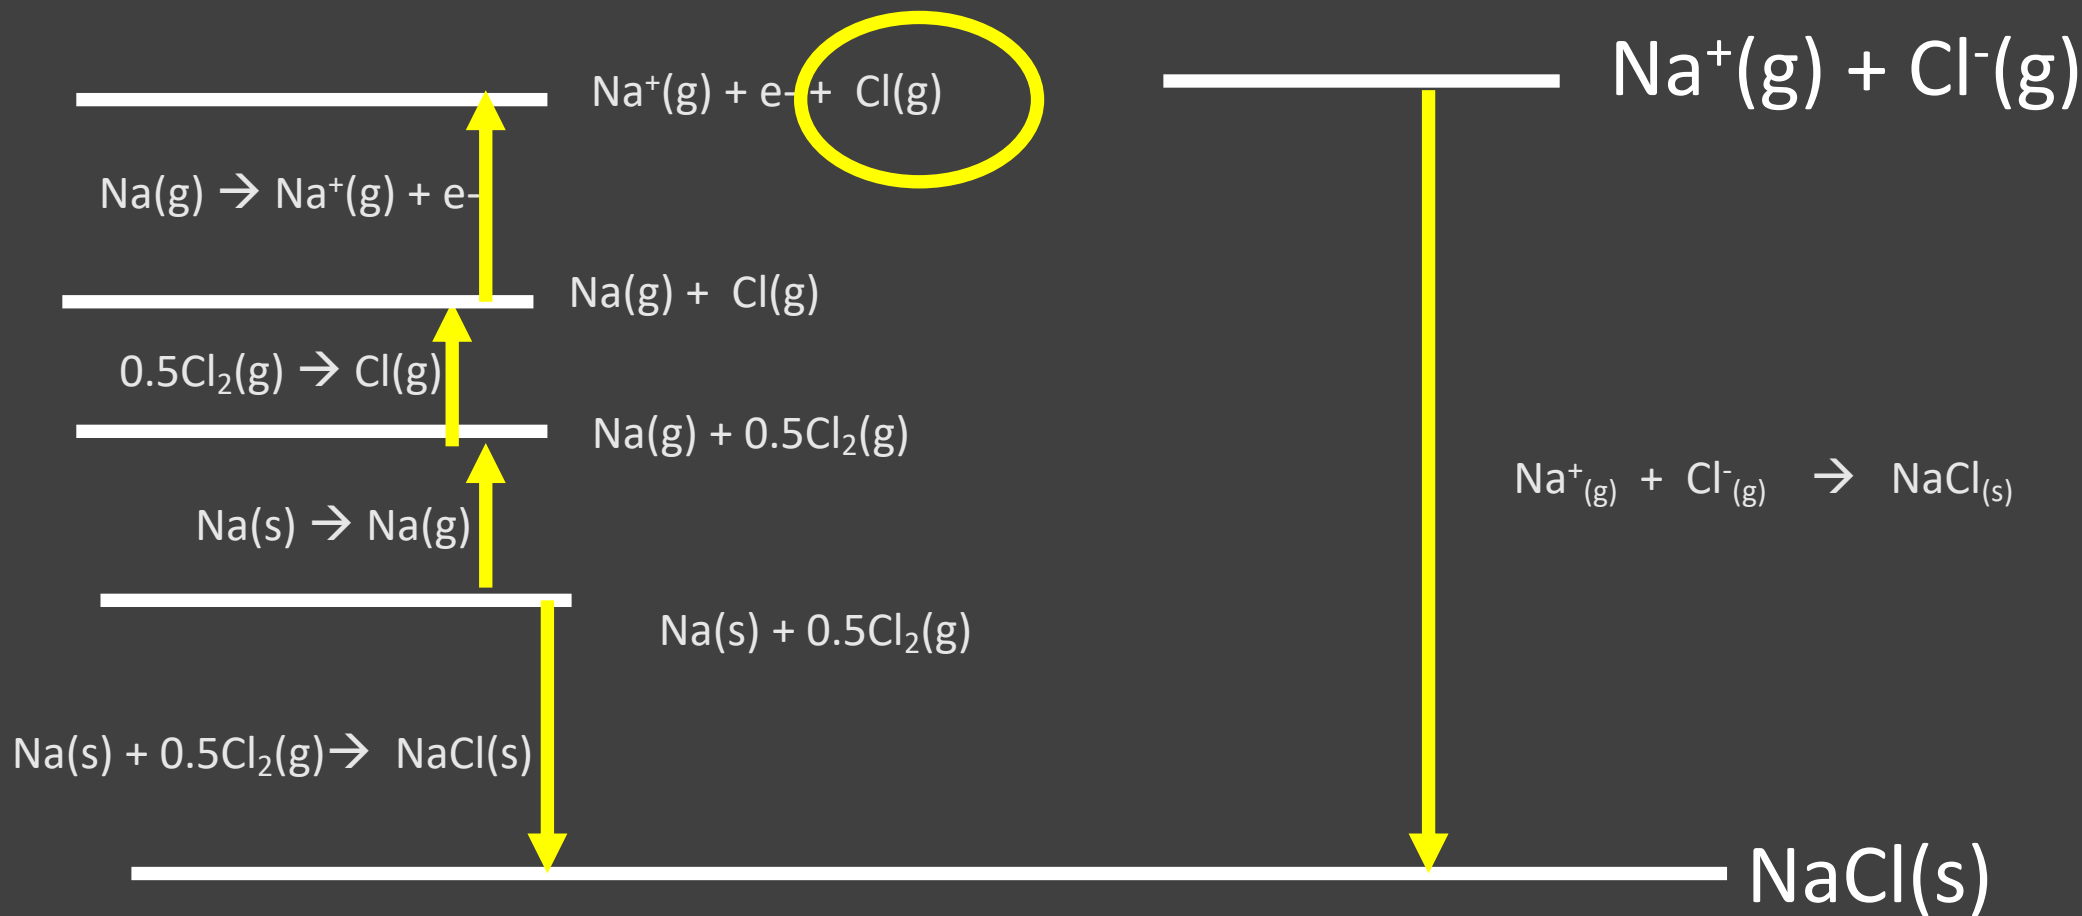 Na⁺(g) + e- + Cl(g)
Na⁺(g) + Cl⁻(g)
Na(g) → Na⁺(g) + e-
Na(g) + Cl(g)
0.5Cl₂(g) → Cl(g)
Na(g) + 0.5Cl₂(g)
Na⁺(g) + Cl⁻(g) → NaCl(s)
Na(s) → Na(g)
Na(s) + 0.5Cl₂(g)
Na(s) + 0.5Cl₂(g)→ NaCl(s)
NaCl(s)